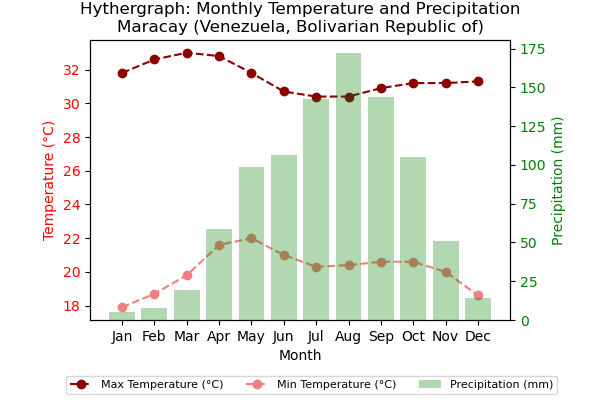 Hythergraph: Monthly Temperature and Precipitation
Maracay (Venezuela, Bolivarian Republic of)
Temperature (°C)
32
30
28
26
24
22
20
18
Precipitation (mm)
175
150
125
100
75
50
25
0
Jan Feb Mar Apr May Jun Jul Aug Sep Oct Nov Dec
Month
Max Temperature (°C) Min Temperature (°C) Precipitation (mm)